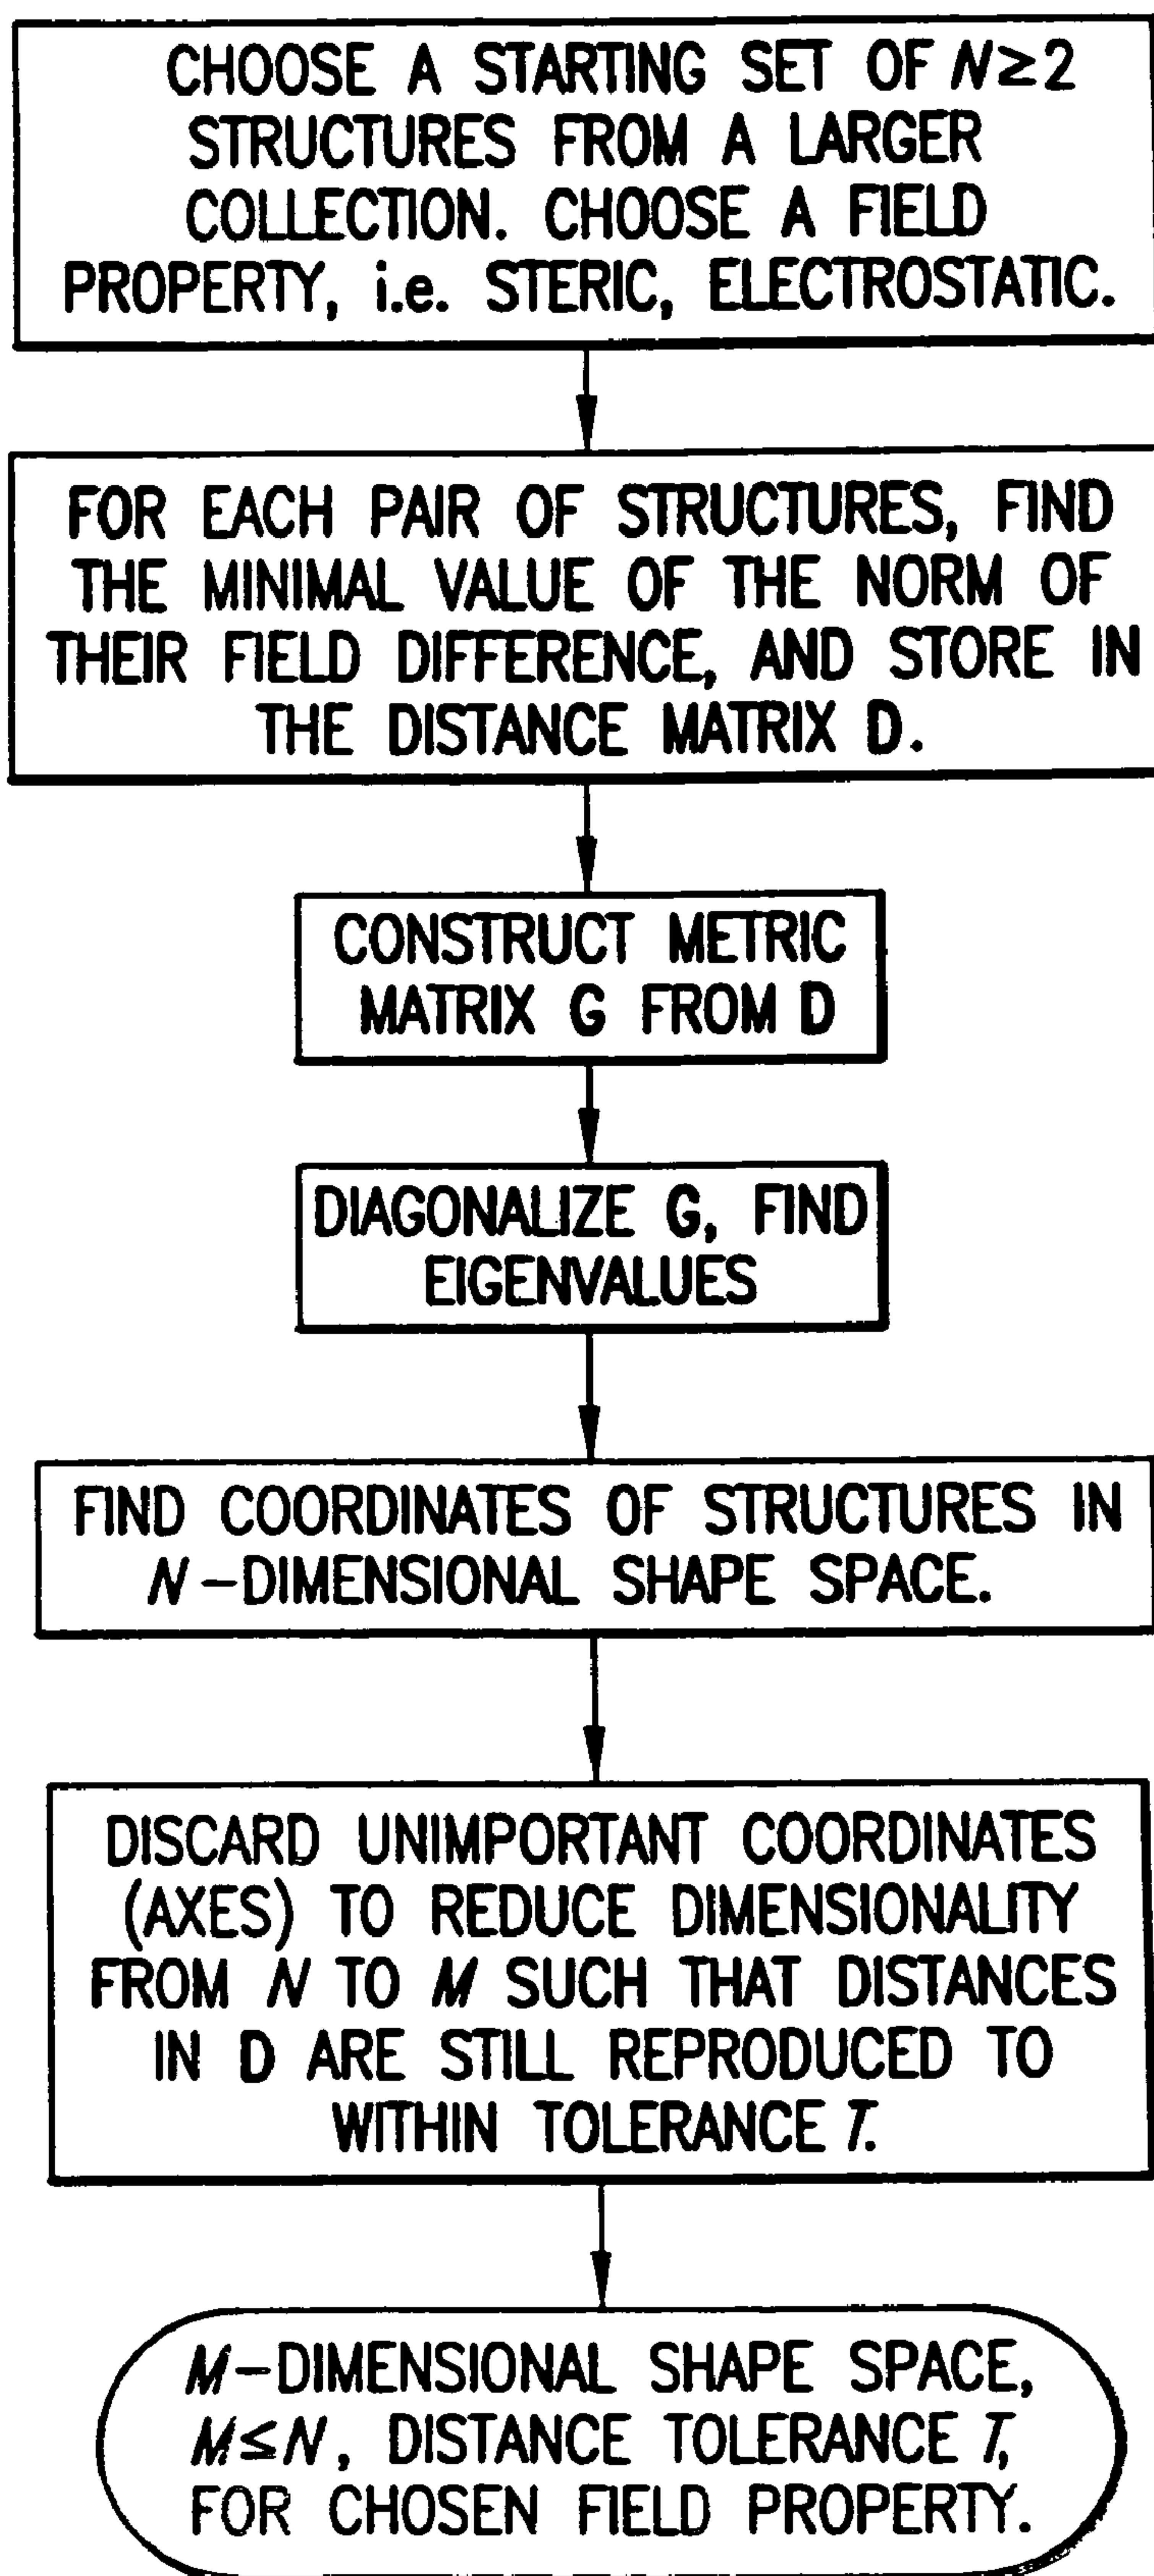 CHOOSE A STARTING SET OF N≥2
STRUCTURES FROM A LARGER
COLLECTION. CHOOSE A FIELD
PROPERTY, i.e. STERIC, ELECTROSTATIC.
FOR EACH PAIR OF STRUCTURES, FIND
THE MINIMAL VALUE OF THE NORM OF
THEIR FIELD DIFFERENCE, AND STORE IN
THE DISTANCE MATRIX D.
CONSTRUCT METRIC
MATRIX G FROM D
DIAGONALIZE G, FIND
EIGENVALUES
FIND COORDINATES OF STRUCTURES IN
N-DIMENSIONAL SHAPE SPACE.
DISCARD UNIMPORTANT COORDINATES
(AXES) TO REDUCE DIMENSIONALITY
FROM N TO M SUCH THAT DISTANCES
IN D ARE STILL REPRODUCED TO
WITHIN TOLERANCE T.
M-DIMENSIONAL SHAPE SPACE,
M≤N, DISTANCE TOLERANCE T,
FOR CHOSEN FIELD PROPERTY.